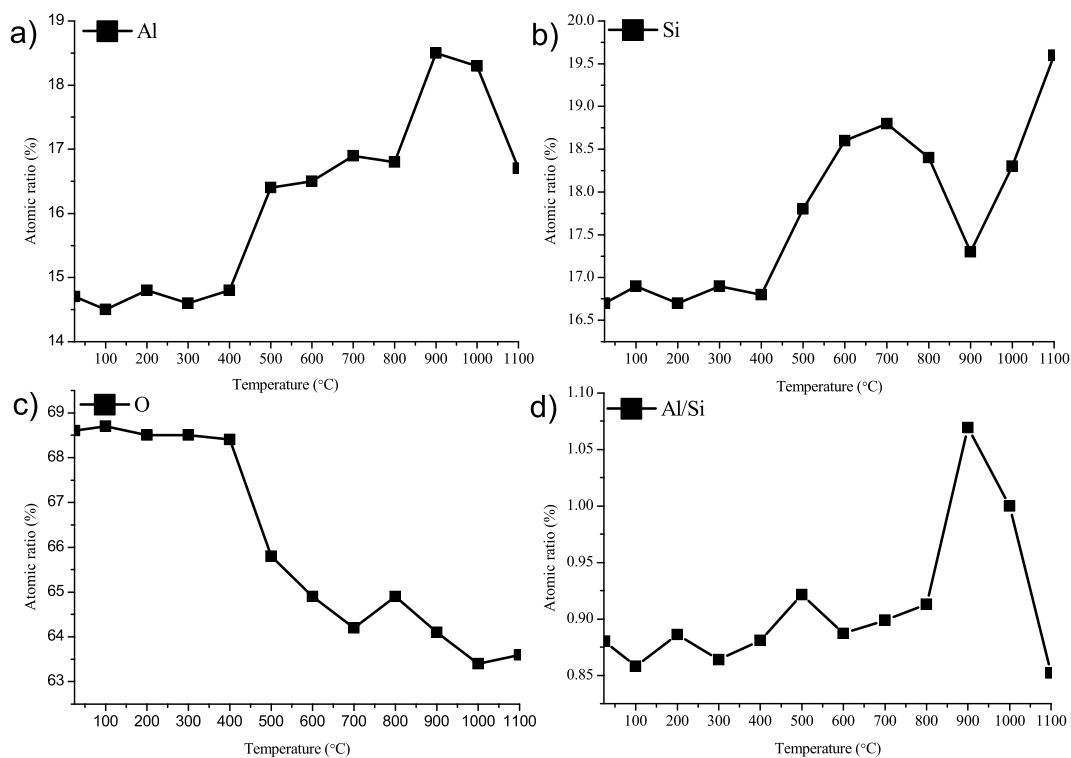 a)
Al
Atomic ratio (%)
19
18
17
16
15
14
100 200 300 400 500 600 700 800 900 1000 1100
Temperature (°C)
b)
Si
Atomic ratio (%)
20.0
19.5
19.0
18.5
18.0
17.5
17.0
16.5
100 200 300 400 500 600 700 800 900 1000 1100
Temperature (°C)
c)
O
Atomic ratio (%)
69
68
67
66
65
64
63
100 200 300 400 500 600 700 800 900 1000 1100
Temperature (°C)
d)
Al/Si
Atomic ratio (%)
1.10
1.05
1.00
0.95
0.90
0.85
100 200 300 400 500 600 700 800 900 1000 1100
Temperature (°C)